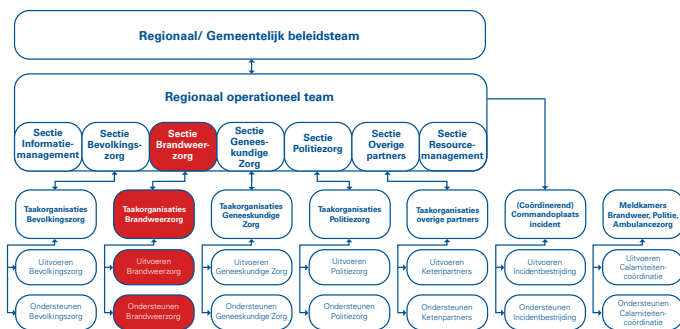 Regionaal/ Gemeentelijk beleidsteam
Regionaal operationeel team
Sectie
Informatie-
management
Sectie
Bevolkings-
zorg
Sectie
Brandweer-
zorg
Sectie
Genees-
kundige
Zorg
Sectie
Politiezorg
Sectie
Overige
partners
Sectie
Resource-
management
Taakorganisaties
Bevolkingszorg
Taakorganisaties
Brandweerzorg
Taakorganisaties
Geneeskundige
Zorg
Taakorganisaties
Politiezorg
Taakorganisaties
overige partners
(Coördinerend)
Commandoplaats
incident
Meldkamers
Brandweer, Politie,
Ambulancezorg
Uitvoeren
Bevolkingszorg
Uitvoeren
Brandweerzorg
Uitvoeren
Geneeskundige Zorg
Uitvoeren
Politiezorg
Uitvoeren
Ketenpartners
Uitvoeren
Incidentbestrijding
Uitvoeren
Calamiteiten-
coördinatie
Ondersteunen
Bevolkingszorg
Ondersteunen
Brandweerzorg
Ondersteunen
Geneeskundige Zorg
Ondersteunen
Politiezorg
Ondersteunen
Ketenpartners
Ondersteunen
Incidentbestrijding
Ondersteunen
Calamiteiten-
coördinatie